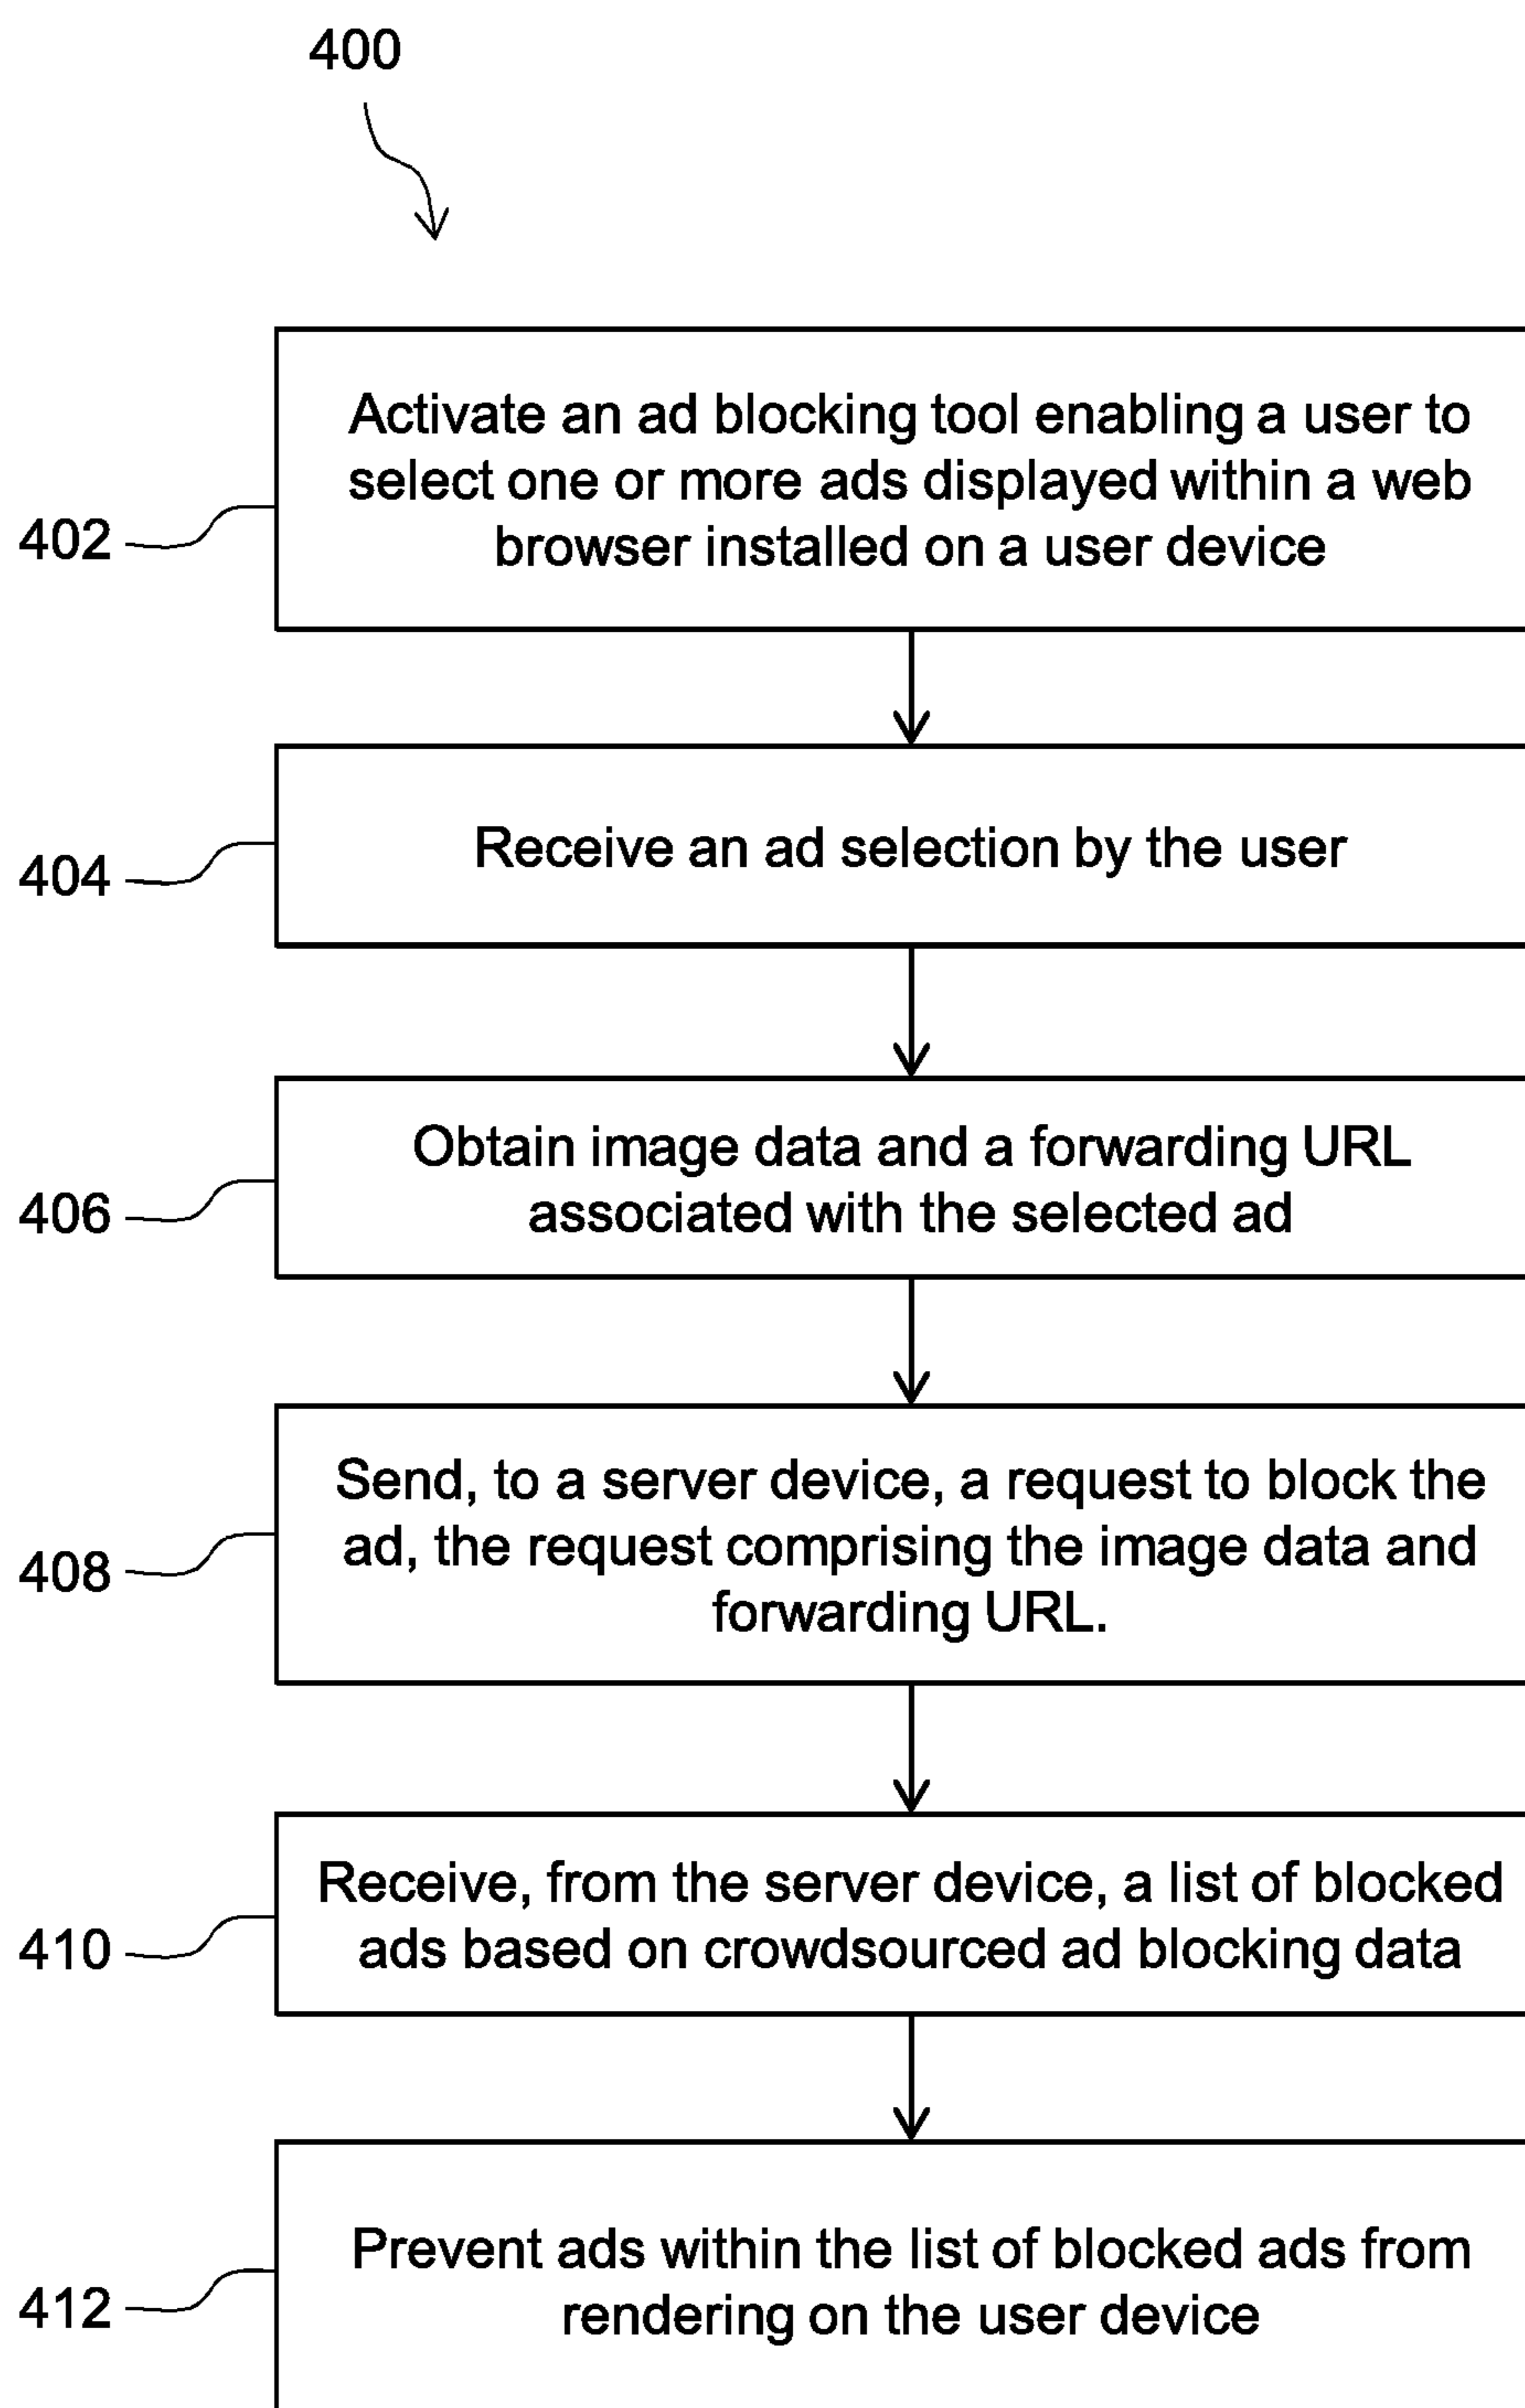 400
Activate an ad blocking tool enabling a user to
select one or more ads displayed within a web
browser installed on a user device
402
Receive an ad selection by the user
404
Obtain image data and a forwarding URL
associated with the selected ad
406
Send, to a server device, a request to block the
ad, the request comprising the image data and
forwarding URL.
408
Receive, from the server device, a list of blocked
ads based on crowdsourced ad blocking data
410
Prevent ads within the list of blocked ads from
rendering on the user device
412